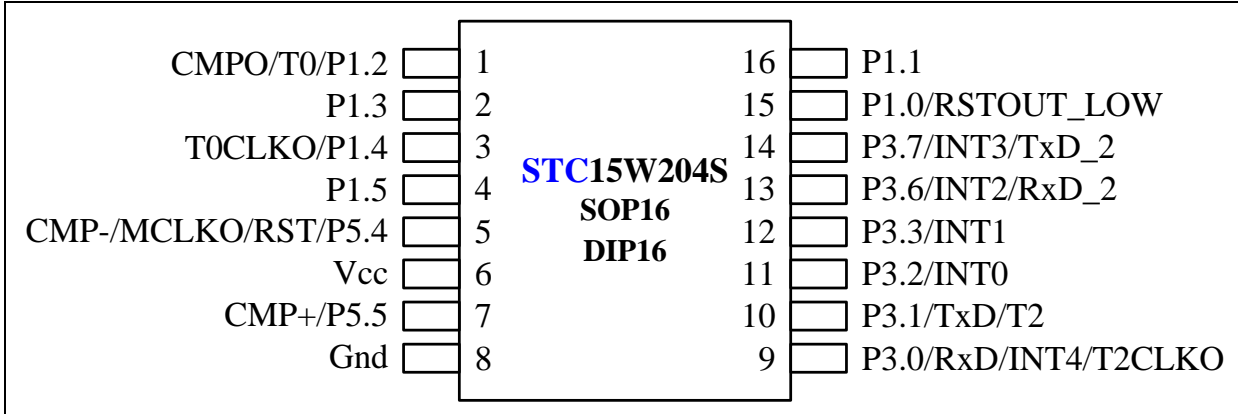 CMPO/T0/P1.2 1 16 P1.1
P1.3 2 15 P1.0/RSTOUT_LOW
T0CLKO/P1.4 3 14 P3.7/INT3/TxD_2
STC15W204S
P1.5 4 13 P3.6/INT2/RxD_2
SOP16
CMP-/MCLKO/RST/P5.4 5 12 P3.3/INT1
DIP16
Vcc 6 11 P3.2/INT0
CMP+/P5.5 7 10 P3.1/TxD/T2
Gnd 8 9 P3.0/RxD/INT4/T2CLKO